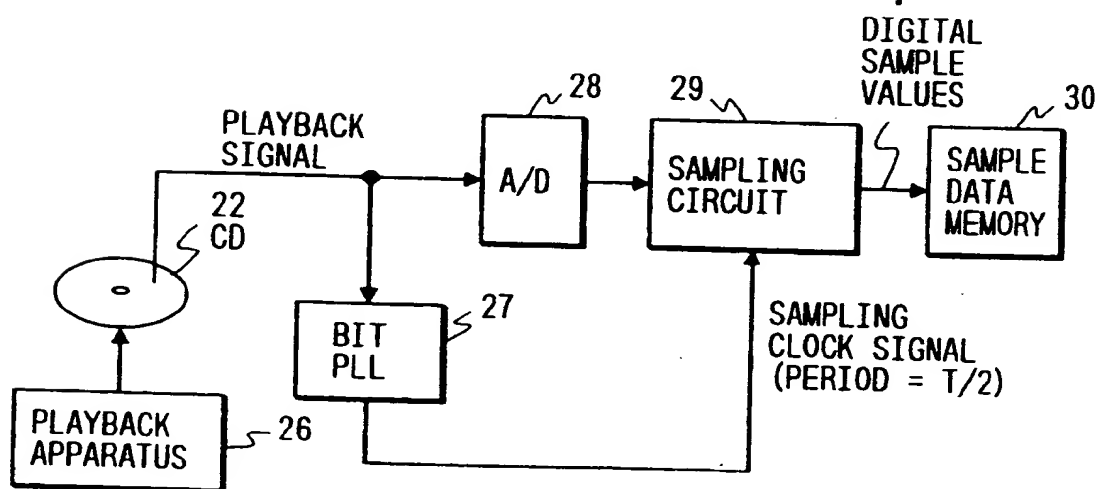 DIGITAL
SAMPLE
VALUES
28
29
30
PLAYBACK
SIGNAL
A/D
SAMPLING
CIRCUIT
SAMPLE
DATA
MEMORY
22
CD
27
BIT
PLL
SAMPLING
CLOCK SIGNAL
(PERIOD = T/2)
PLAYBACK
APPARATUS
26